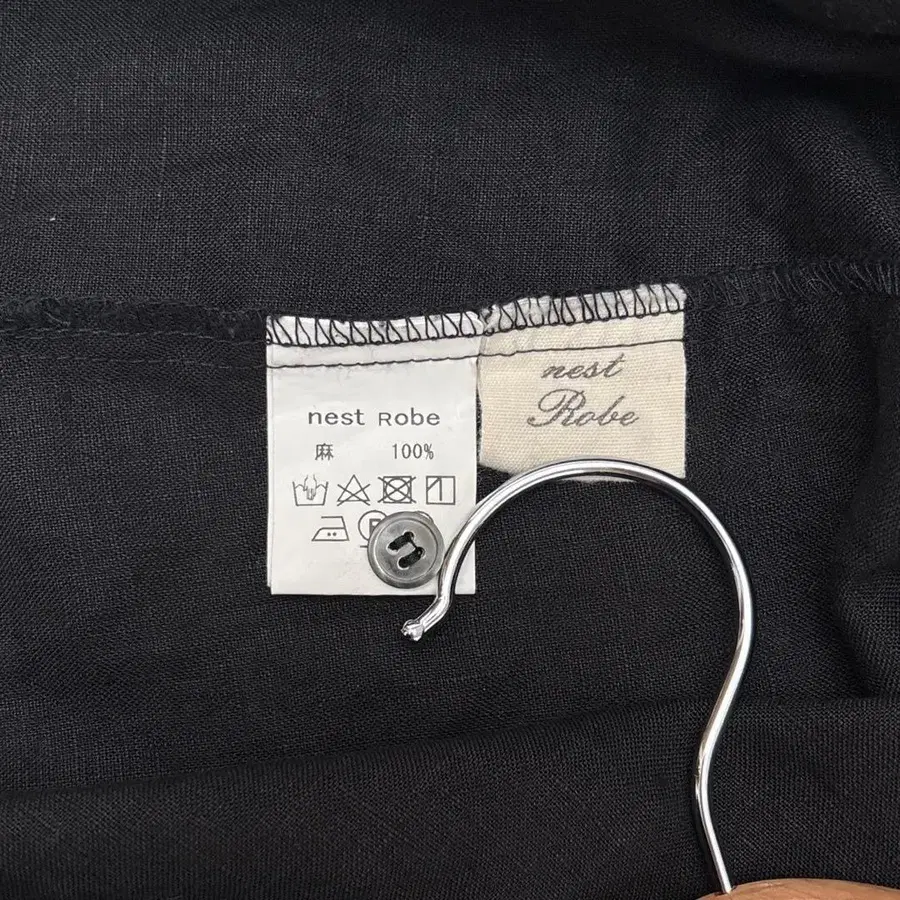 nest Robe
麻 100%
nest
Robe